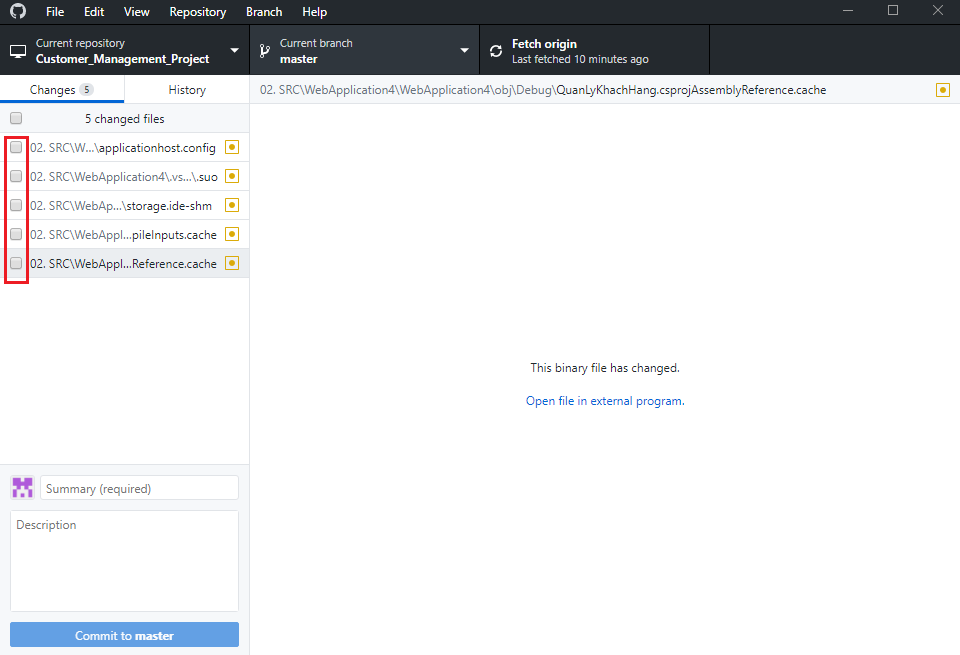 File Edit View Repository Branch Help
Current repository
Customer_Management_Project
Current branch
master
Fetch origin
Last fetched 10 minutes ago
Changes 5
History
02. SRC\WebApplication4\WebApplication4\obj\Debug\QuanLyKhachHang.csprojAssemblyReference.cache
5 changed files
02. SRC\W...\applicationhost.config
02. SRC\WebApplication4\.vs...\.suo
02. SRC\WebAp...\storage.ide-shm
02. SRC\WebAppl...pileInputs.cache
02. SRC\WebAppl...Reference.cache
This binary file has changed.
Open file in external program.
Summary (required)
Description
Commit to master